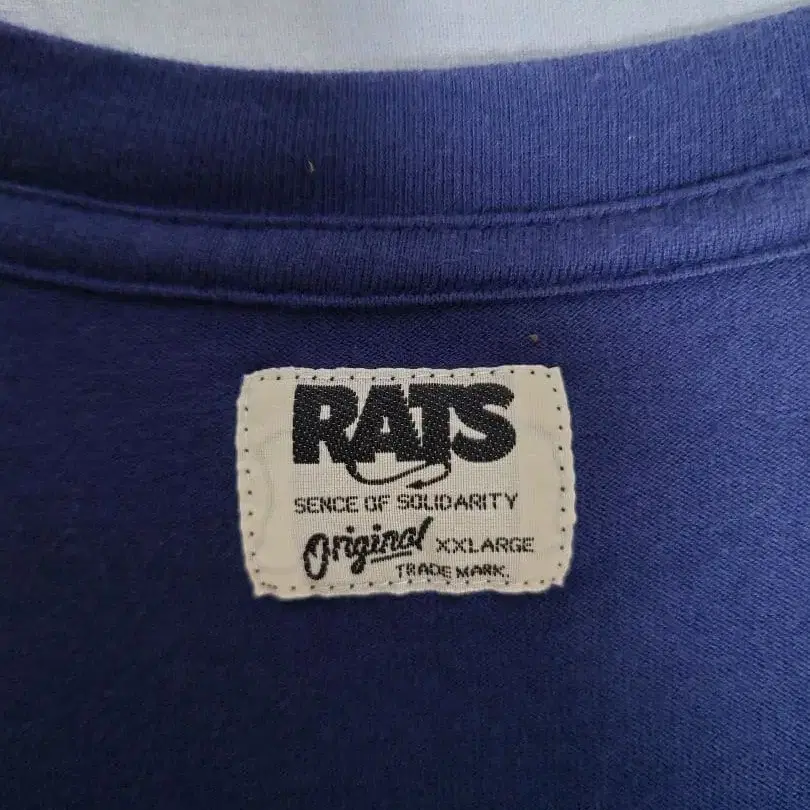 RATS
SENCE OF SOLIDARITY
Original XXLARGE
TRADE MARK.